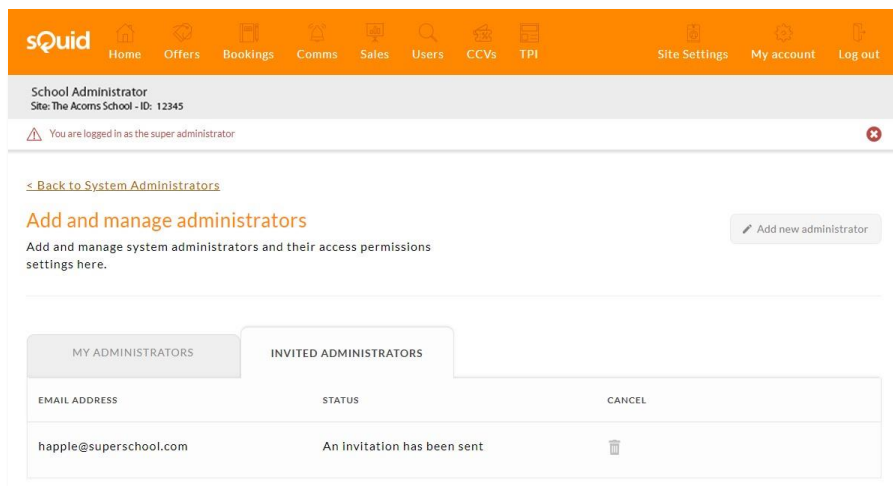 sQuid
Home Offers Bookings Comms Sales Users CCVs TPI Site Settings My account Log out
School Administrator
Site: The Acorns School - ID: 12345
You are logged in as the super administrator
< Back to System Administrators
Add and manage administrators
Add and manage system administrators and their access permissions
settings here.
Add new administrator
MY ADMINISTRATORS INVITED ADMINISTRATORS
EMAIL ADDRESS STATUS CANCEL
happle@superschool.com An invitation has been sent